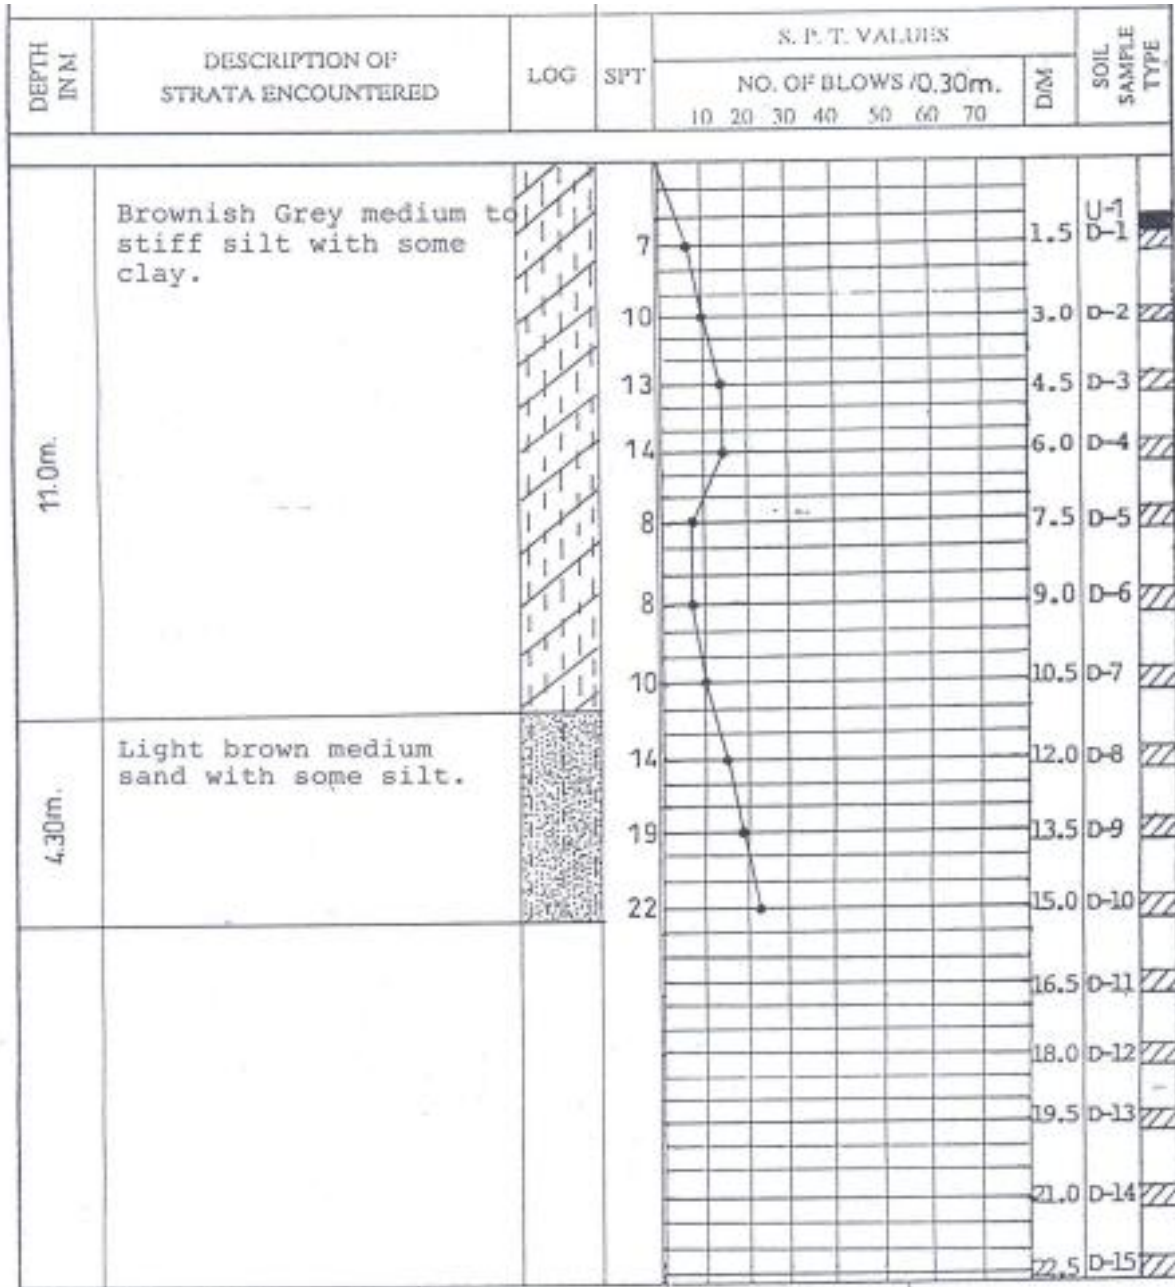 DEPTH
IN M
DESCRIPTION OF
STRATA ENCOUNTERED
LOG
SPT
S. P. T. VALUES
NO. OF BLOWS /0.30m.
10 20 30 40 50 60 70
D/M
SOIL
SAMPLE
TYPE
11.0m.
Brownish Grey medium to
stiff silt with some
clay.
U-1
7 1.5 D-1
10 3.0 D-2
13 4.5 D-3
14 6.0 D-4
8 7.5 D-5
8 9.0 D-6
10 10.5 D-7
4.30m.
Light brown medium
sand with some silt.
14 12.0 D-8
19 13.5 D-9
22 15.0 D-10
16.5 D-11
18.0 D-12
19.5 D-13
21.0 D-14
22.5 D-15